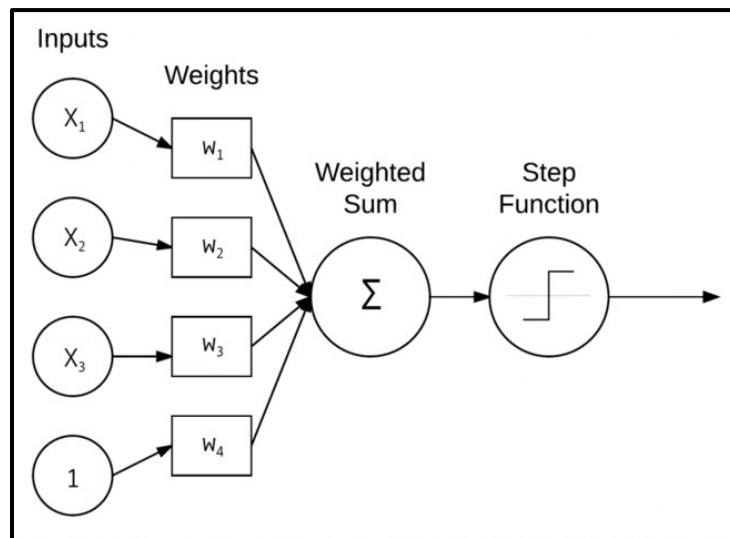 Inputs
Weights
X₁
w₁
Weighted
Sum
Step
Function
X₂
w₂
Σ
X₃
w₃
1
w₄